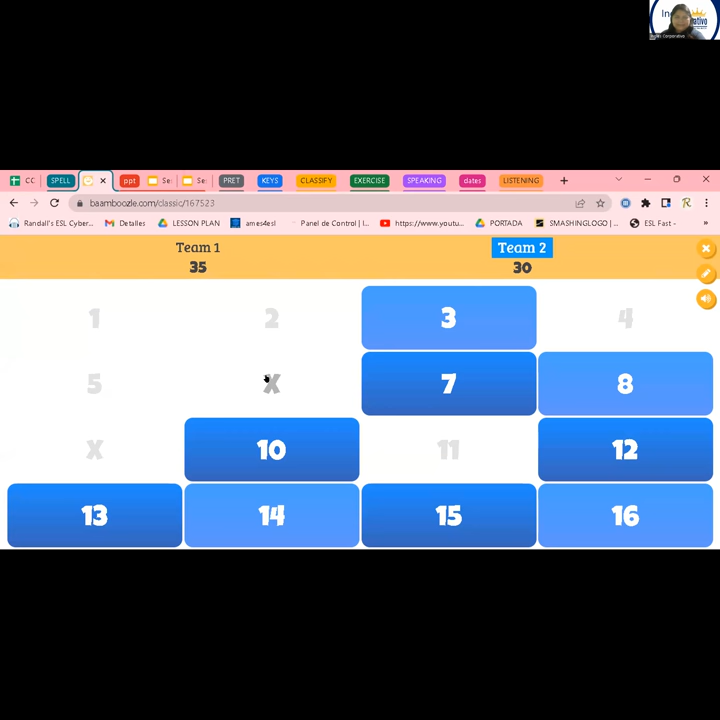 CC SPELL ppt Se: Se: PRET KEYS CLASSIFY EXERCISE SPEAKING dates LISTENING
baamboozle.com/classic/167523
Randall's ESL Cyber... Detalles LESSON PLAN ames4esl Panel de Control | I... https://www.youtu... PORTADA SMASHINGLOGO | ... ESL Fast -
Team 1 Team 2
35 30
1 2 3 4
5 X 7 8
X 10 11 12
13 14 15 16